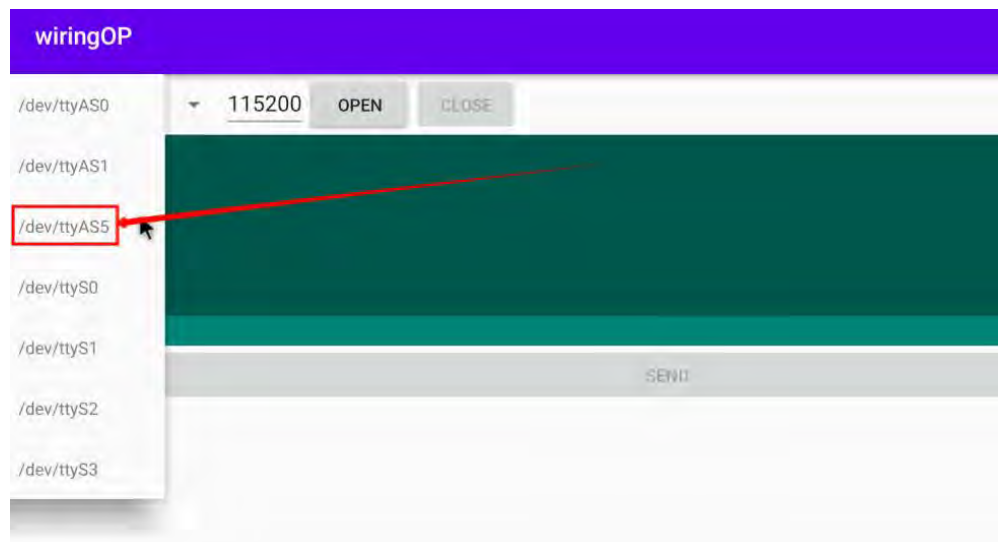 wiringOP
/dev/ttyAS0 115200 OPEN CLOSE
/dev/ttyAS1
/dev/ttyAS5
/dev/ttyS0
/dev/ttyS1
SEND
/dev/ttyS2
/dev/ttyS3